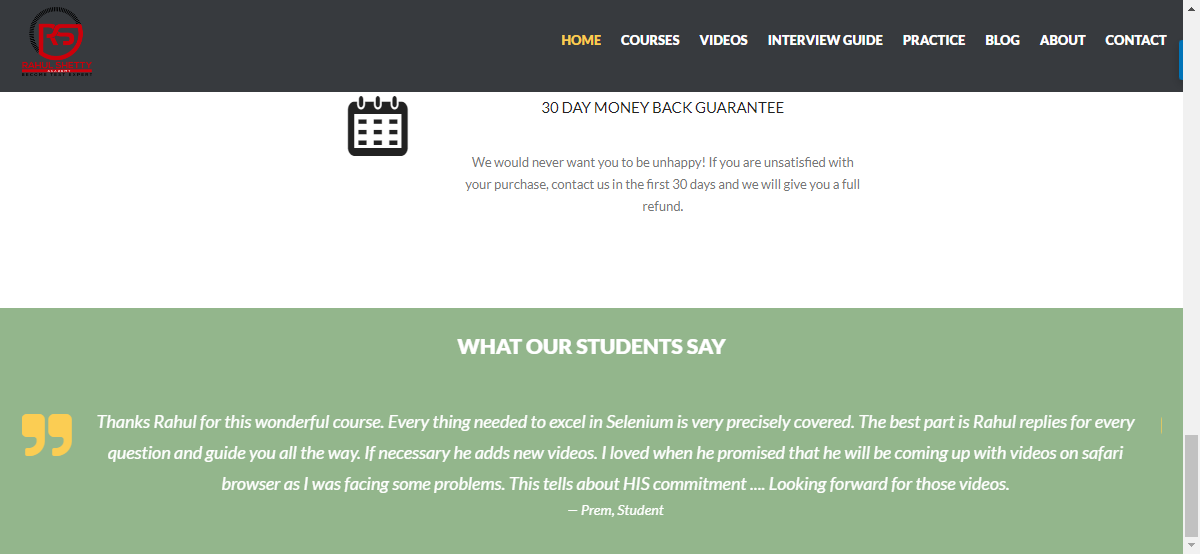 RS
ACADEMY
HOME COURSES VIDEOS INTERVIEW GUIDE PRACTICE BLOG ABOUT CONTACT
30 DAY MONEY BACK GUARANTEE
We would never want you to be unhappy! If you are unsatisfied with
your purchase, contact us in the first 30 days and we will give you a full
refund.
WHAT OUR STUDENTS SAY
Thanks Rahul for this wonderful course. Every thing needed to excel in Selenium is very precisely covered. The best part is Rahul replies for every
question and guide you all the way. If necessary he adds new videos. I loved when he promised that he will be coming up with videos on safari
browser as I was facing some problems. This tells about HIS commitment .... Looking forward for those videos.
— Prem, Student